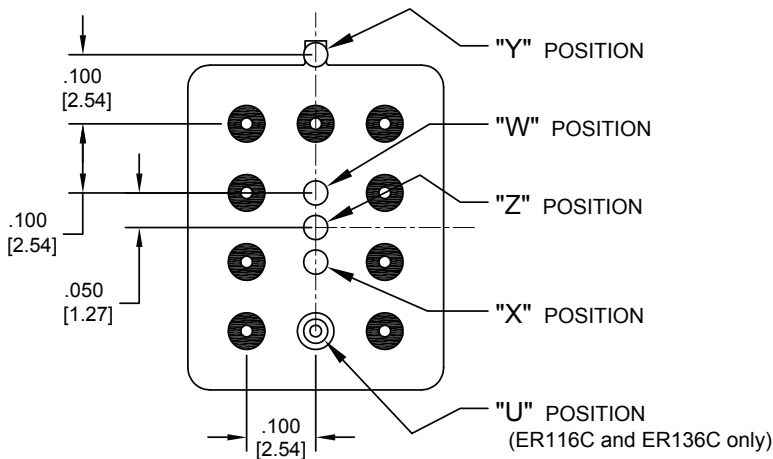 "Y" POSITION
.100
[2.54]
"W" POSITION
"Z" POSITION
.100
[2.54]
.050
[1.27]
"X" POSITION
"U" POSITION
(ER116C and ER136C only)
.100
[2.54]